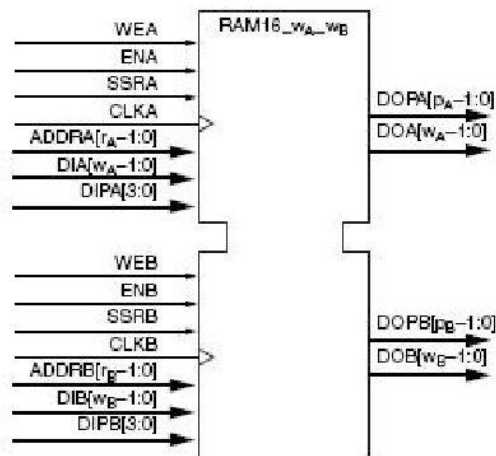 RAM16_wA_wB
WEA
ENA
SSRA
CLKA
ADDRA[rA–1:0]
DIA[wA–1:0]
DIPA[3:0]
DOPA[pA–1:0]
DOA[wA–1:0]
WEB
ENB
SSRB
CLKB
ADDRB[rB–1:0]
DIB[wB–1:0]
DIPB[3:0]
DOPB[pB–1:0]
DOB[wB–1:0]